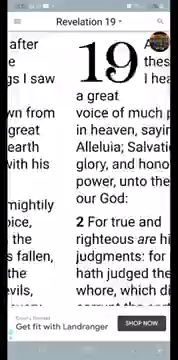 Revelation 19
after
e
gs I saw
wn from
great
earth
with his
mightily
oice,
the
s fallen,
the
evils,
19
thes
I hea
a great
voice of much p
in heaven, sayin
Alleluia; Salvati
glory, and hono
power, unto the
our God:
2 For true and
righteous are hi
judgments: for
hath judged the
whore, which di
Get fit with Landranger
SHOP NOW